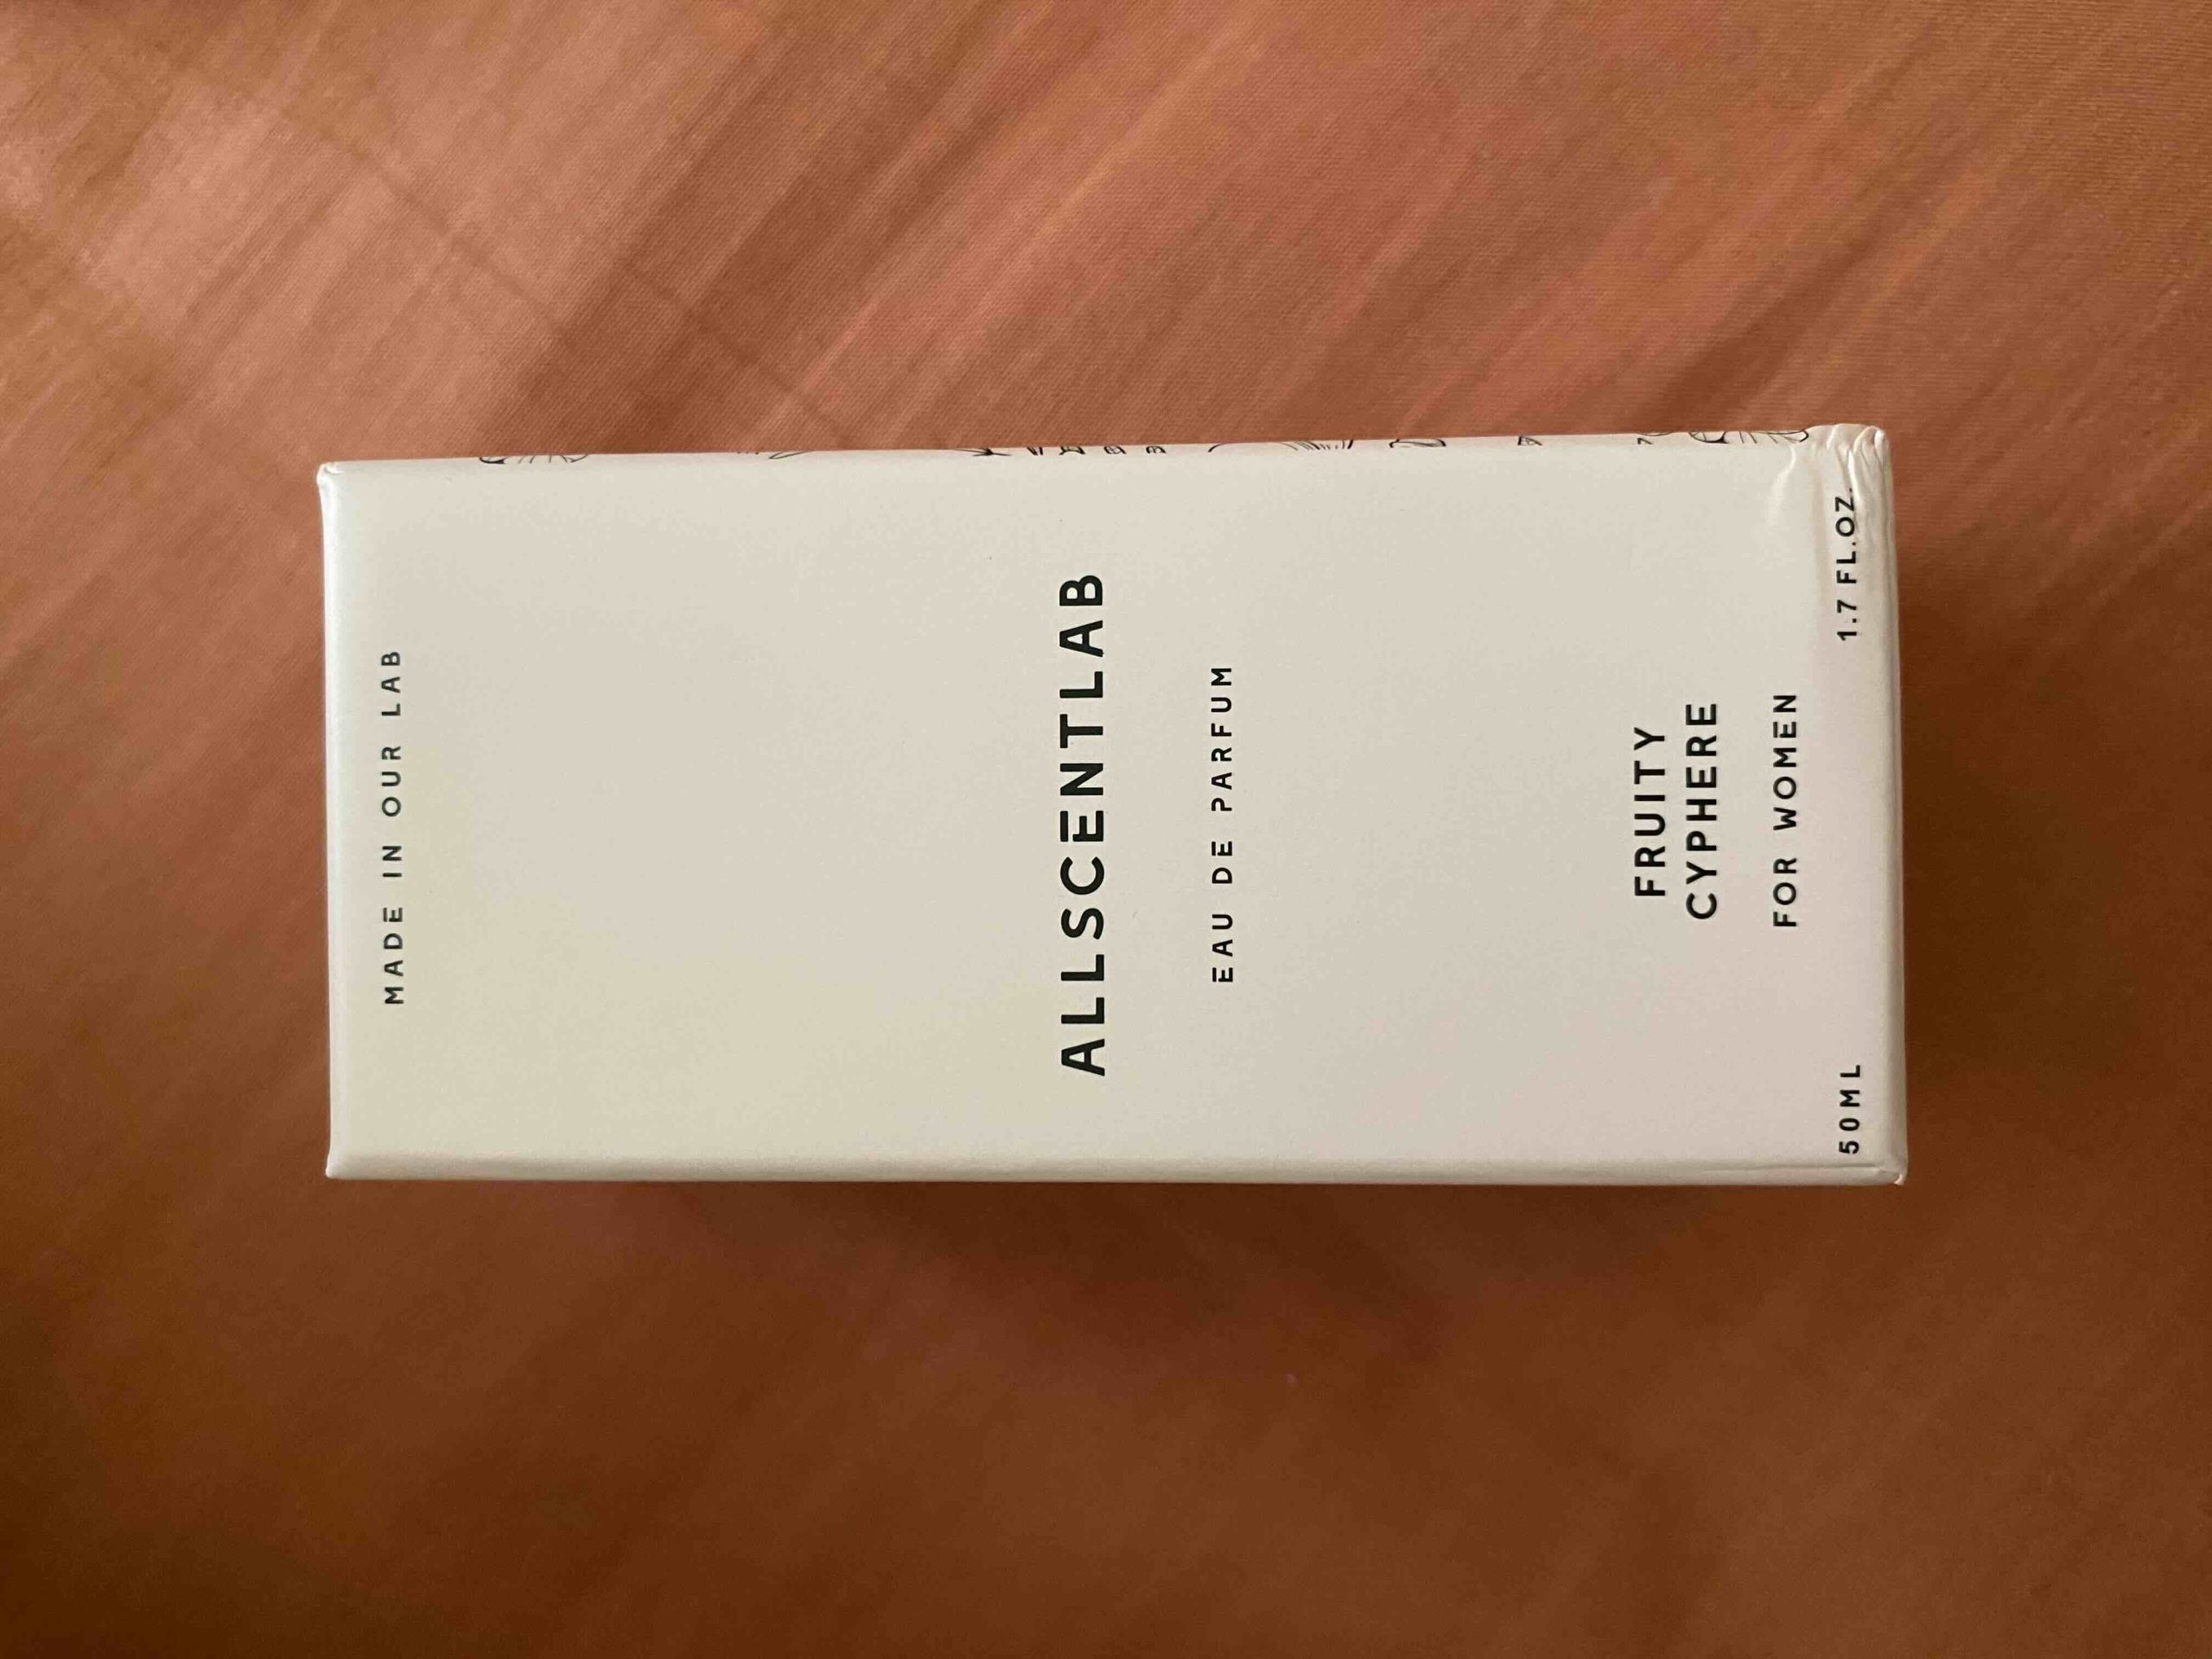 MADE IN OUR LAB
ALLSCENTLAB
EAU DE PARFUM
FRUITY
CYPHERE
FOR WOMEN
50ML 1.7 FL.OZ.